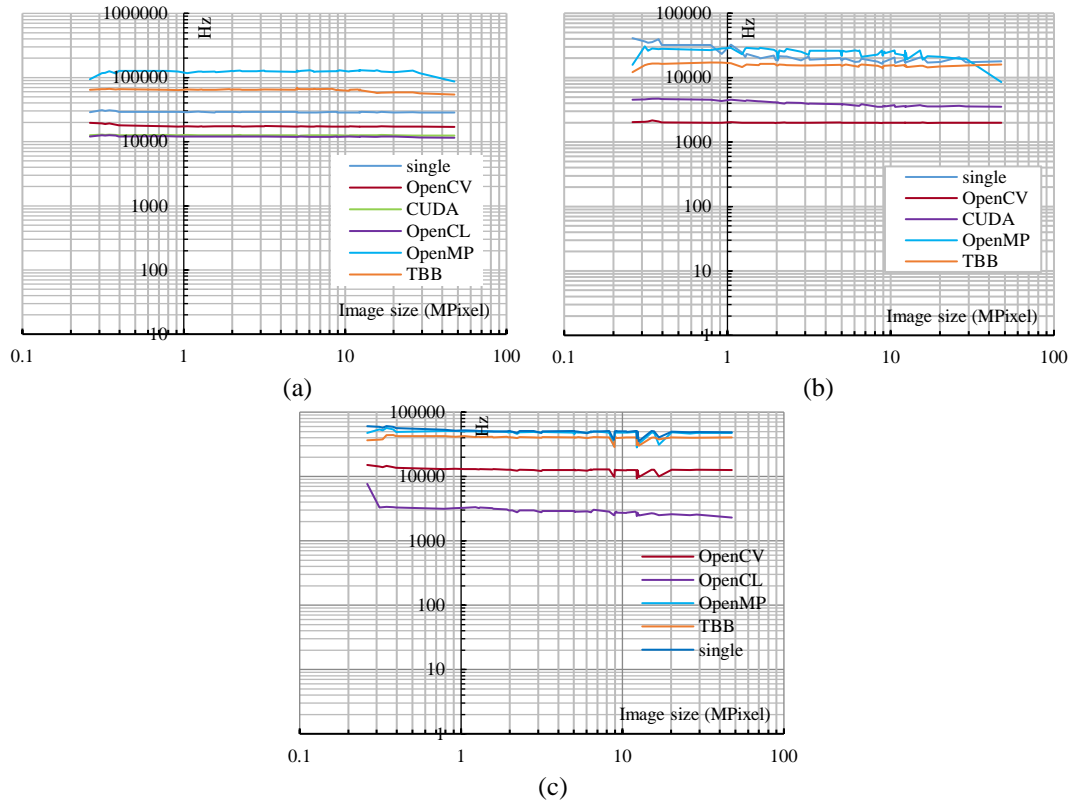 1000000
Hz
100000
10000
1000
100
10
single
OpenCV
CUDA
OpenCL
OpenMP
TBB
Image size (MPixel)
0.1 1 10 100
(a)
1000000
Hz
100000
10000
1000
100
10
1
single
OpenCV
CUDA
OpenMP
TBB
Image size (MPixel)
0.1 1 10 100
(b)
100000
Hz
10000
1000
100
10
1
OpenCV
OpenCL
OpenMP
TBB
single
Image size (MPixel)
0.1 1 10 100
(c)